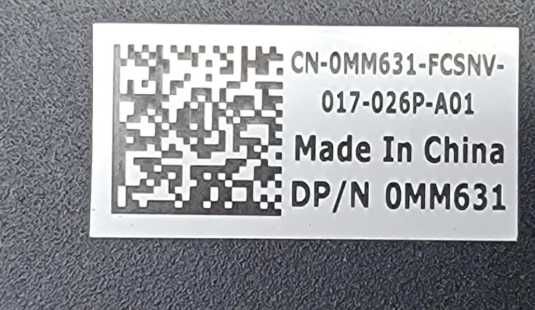 CN-0MM631-FCSNV-
017-026P-A01
Made In China
DP/N 0MM631